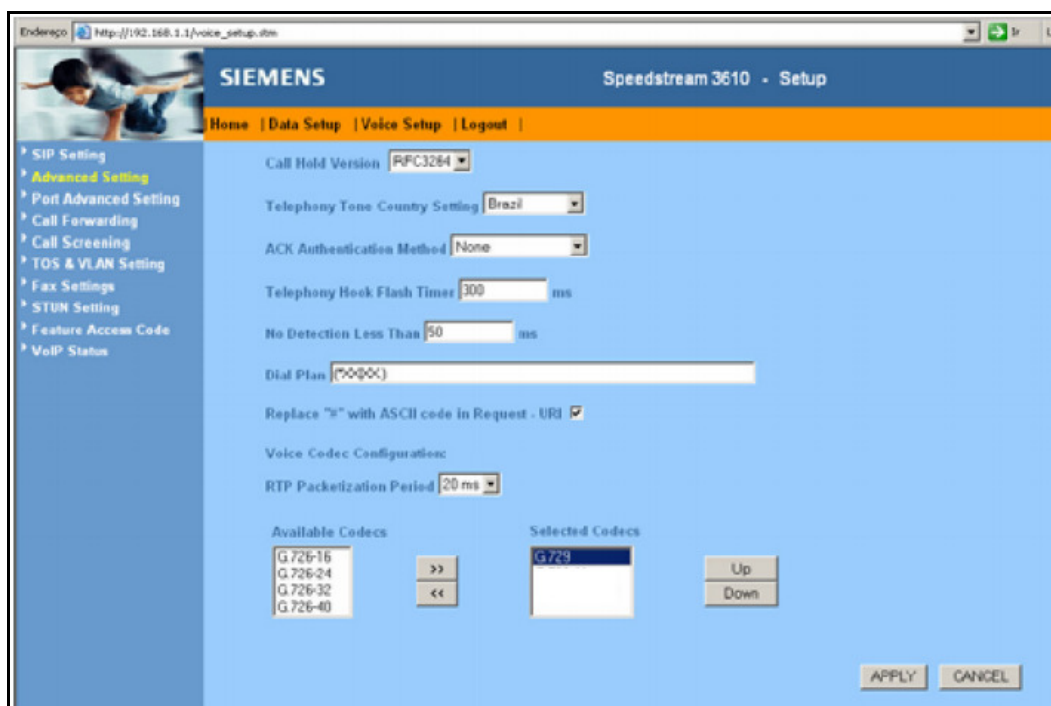 Endereço http://192.168.1.1/voice_setup.stm Ir
SIEMENS Speedstream 3610 - Setup
|Home |Data Setup |Voice Setup |Logout |
SIP Setting
Advanced Setting
Port Advanced Setting
Call Forwarding
Call Screening
TOS & VLAN Setting
Fax Settings
STUN Setting
Feature Access Code
VoIP Status
Call Hold Version RFC3264
Telephony Tone Country Setting Brazil
ACK Authentication Method None
Telephony Hook Flash Timer 300 ms
No Detection Less Than 50 ms
Dial Plan
Replace "#" with ASCII code in Request - URI
Voice Codec Configuration:
RTP Packetization Period 20 ms
Available Codecs Selected Codecs
G.726-16
G.726-24
G.726-32
G.726-40
>>
<<
G.729
Up
Down
APPLY CANCEL